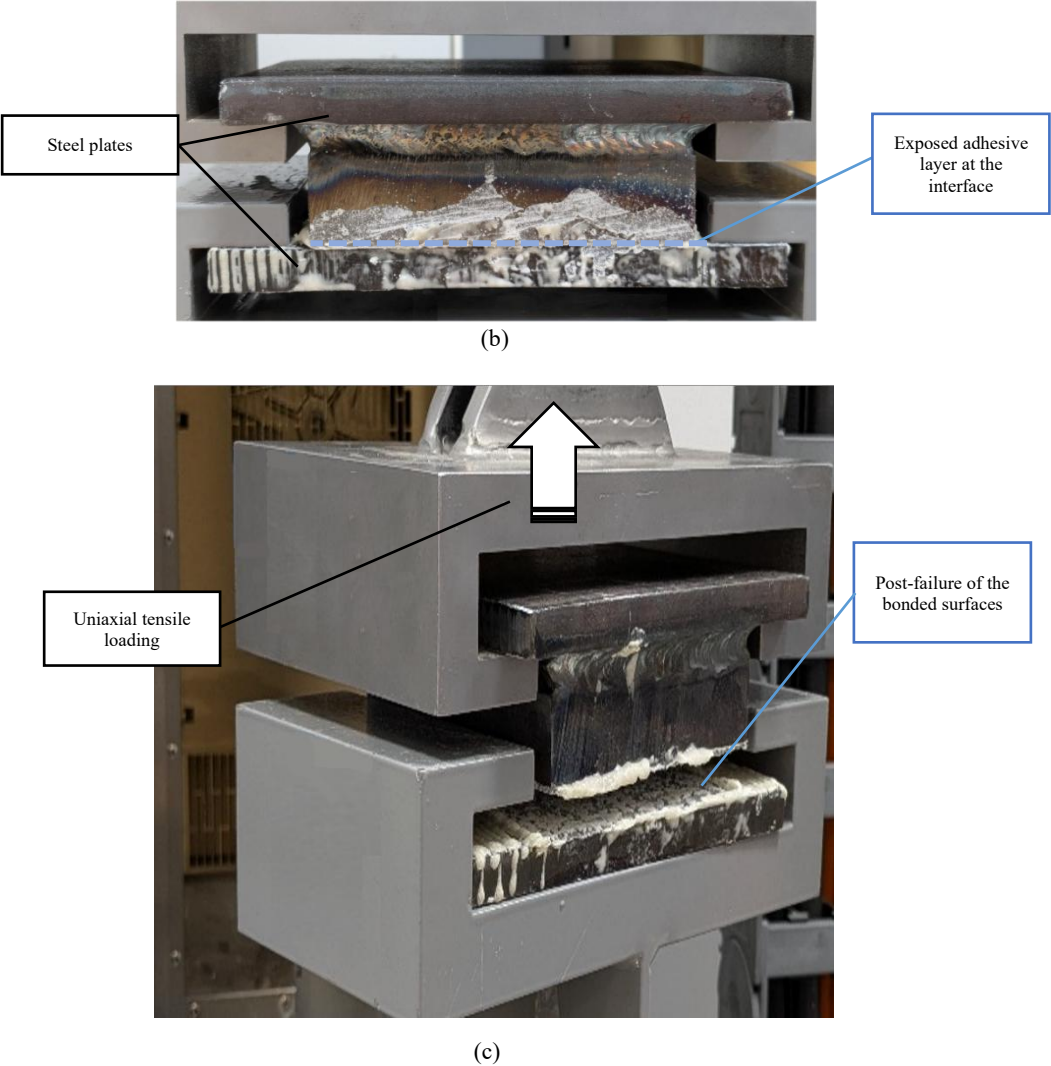 Steel plates
Exposed adhesive
layer at the
interface
(b)
Uniaxial tensile
loading
Post-failure of the
bonded surfaces
(c)